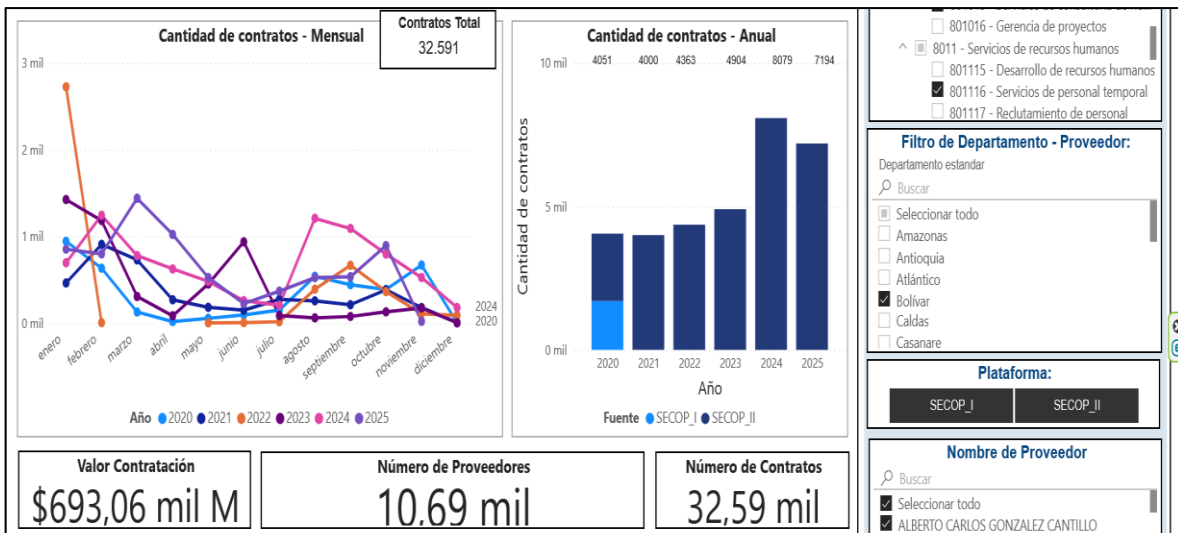 Cantidad de contratos - Mensual
Contratos Total
32.591
3 mil
2 mil
1 mil
0 mil
2024
2020
enero
febrero
marzo
abril
mayo
junio
julio
agosto
septiembre
octubre
noviembre
diciembre
Año 2020 2021 2022 2023 2024 2025
Cantidad de contratos - Anual
10 mil
4051 4000 4363 4904 8079 7194
Cantidad de contratos
5 mil
0 mil
2020 2021 2022 2023 2024 2025
Año
Fuente SECOP_I SECOP_II
Valor Contratación
$693,06 mil M
Número de Proveedores
10,69 mil
Número de Contratos
32,59 mil
801016 - Gerencia de proyectos
8011 - Servicios de recursos humanos
801115 - Desarrollo de recursos humanos
801116 - Servicios de personal temporal
801117 - Reclutamiento de personal
Filtro de Departamento - Proveedor:
Departamento estandar
Buscar
Seleccionar todo
Amazonas
Antioquia
Atlántico
Bolívar
Caldas
Casanare
Plataforma:
SECOP_I SECOP_II
Nombre de Proveedor
Buscar
Seleccionar todo
ALBERTO CARLOS GONZALEZ CANTILLO